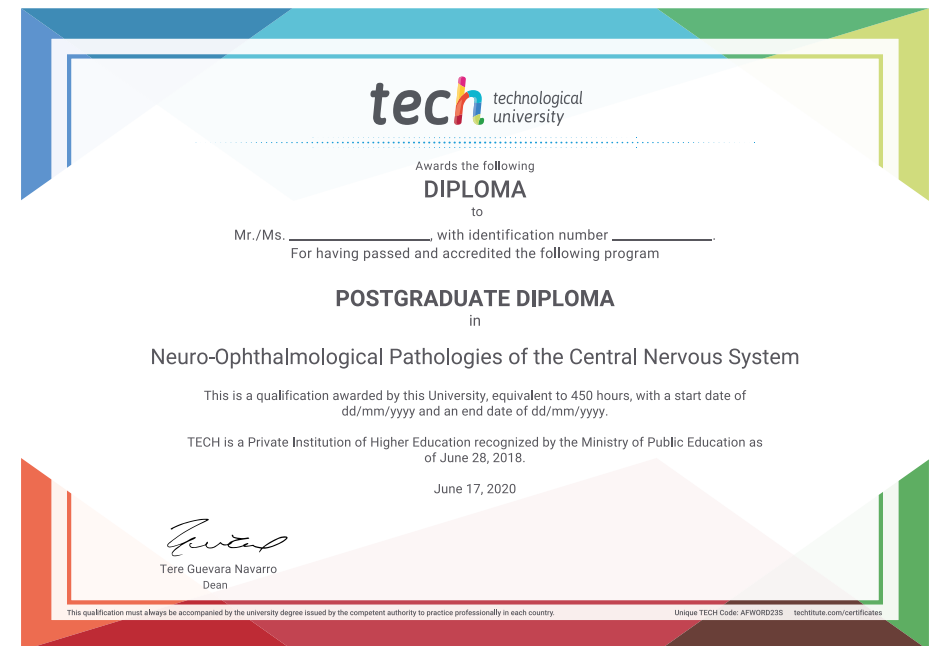 tech technological
university
Awards the following
DIPLOMA
to
Mr./Ms. ____________________, with identification number ______________.
For having passed and accredited the following program
POSTGRADUATE DIPLOMA
in
Neuro-Ophthalmological Pathologies of the Central Nervous System
This is a qualification awarded by this University, equivalent to 450 hours, with a start date of
dd/mm/yyyy and an end date of dd/mm/yyyy.
TECH is a Private Institution of Higher Education recognized by the Ministry of Public Education as
of June 28, 2018.
June 17, 2020
Tere Guevara Navarro
Dean
This qualification must always be accompanied by the university degree issued by the competent authority to practice professionally in each country. Unique TECH Code: AFWORD23S techtitute.com/certificates